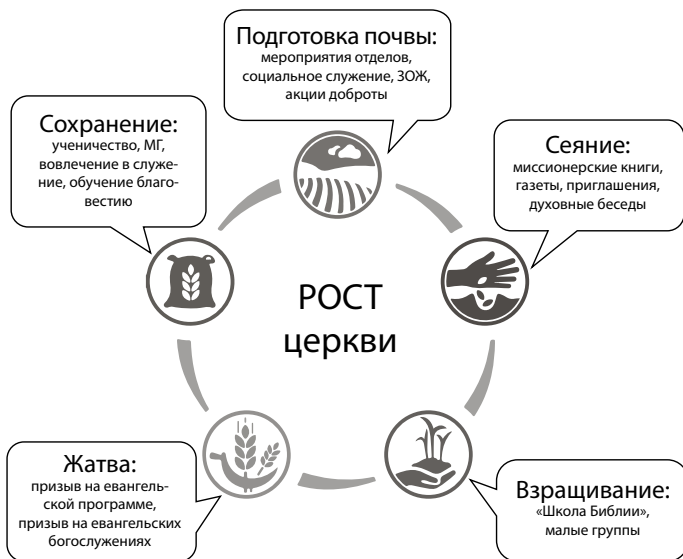 Подготовка почвы:
мероприятия отделов,
социальное служение, ЗОЖ,
акции доброты
Сеяние:
миссионерские книги,
газеты, приглашения,
духовные беседы
Взращивание:
«Школа Библии»,
малые группы
Жатва:
призыв на евангель-
ской программе,
призыв на евангельских
богослужениях
Сохранение:
ученичество, МГ,
вовлечение в служе-
ние, обучение благо-
вестию
РОСТ
церкви